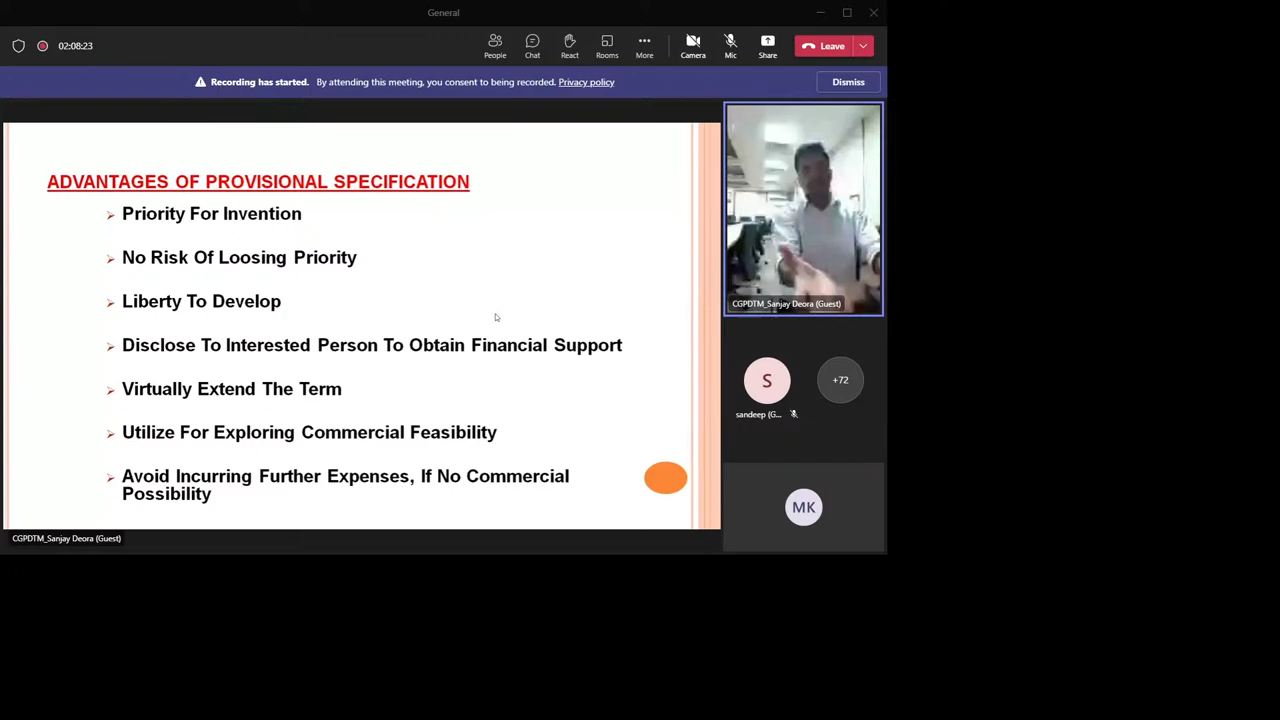 General
02:08:23
People
Chat
React
Rooms
More
Camera
Mic
Share
Leave
Recording has started. By attending this meeting, you consent to being recorded. Privacy policy
Dismiss
ADVANTAGES OF PROVISIONAL SPECIFICATION
Priority For Invention
No Risk Of Loosing Priority
Liberty To Develop
Disclose To Interested Person To Obtain Financial Support
Virtually Extend The Term
Utilize For Exploring Commercial Feasibility
Avoid Incurring Further Expenses, If No Commercial
Possibility
CGPDTM_Sanjay Deora (Guest)
CGPDTM_Sanjay Deora (Guest)
S
sandeep (G...
+72
MK